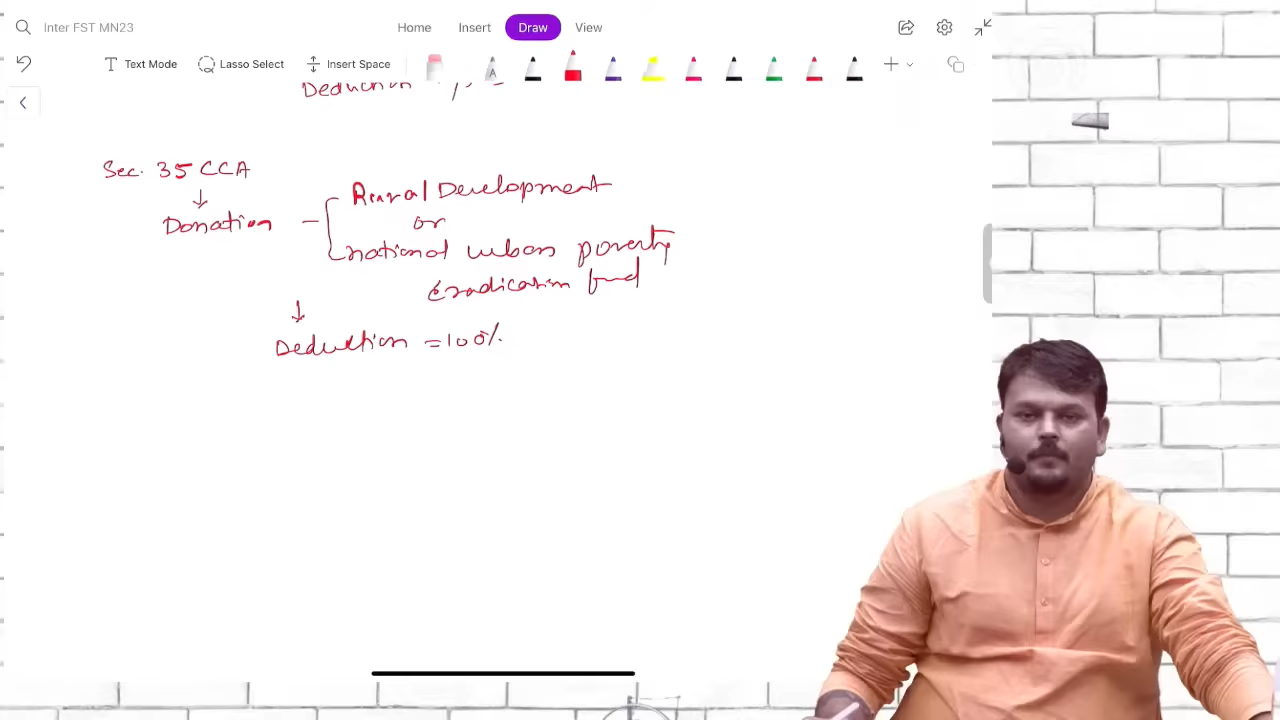 Inter FST MN23
Home Insert Draw View
Text Mode Lasso Select Insert Space
A
Deduction
Sec. 35 CCA
Donation
Rural Development
or
national urban poverty
eradication fund
Deduction = 100%